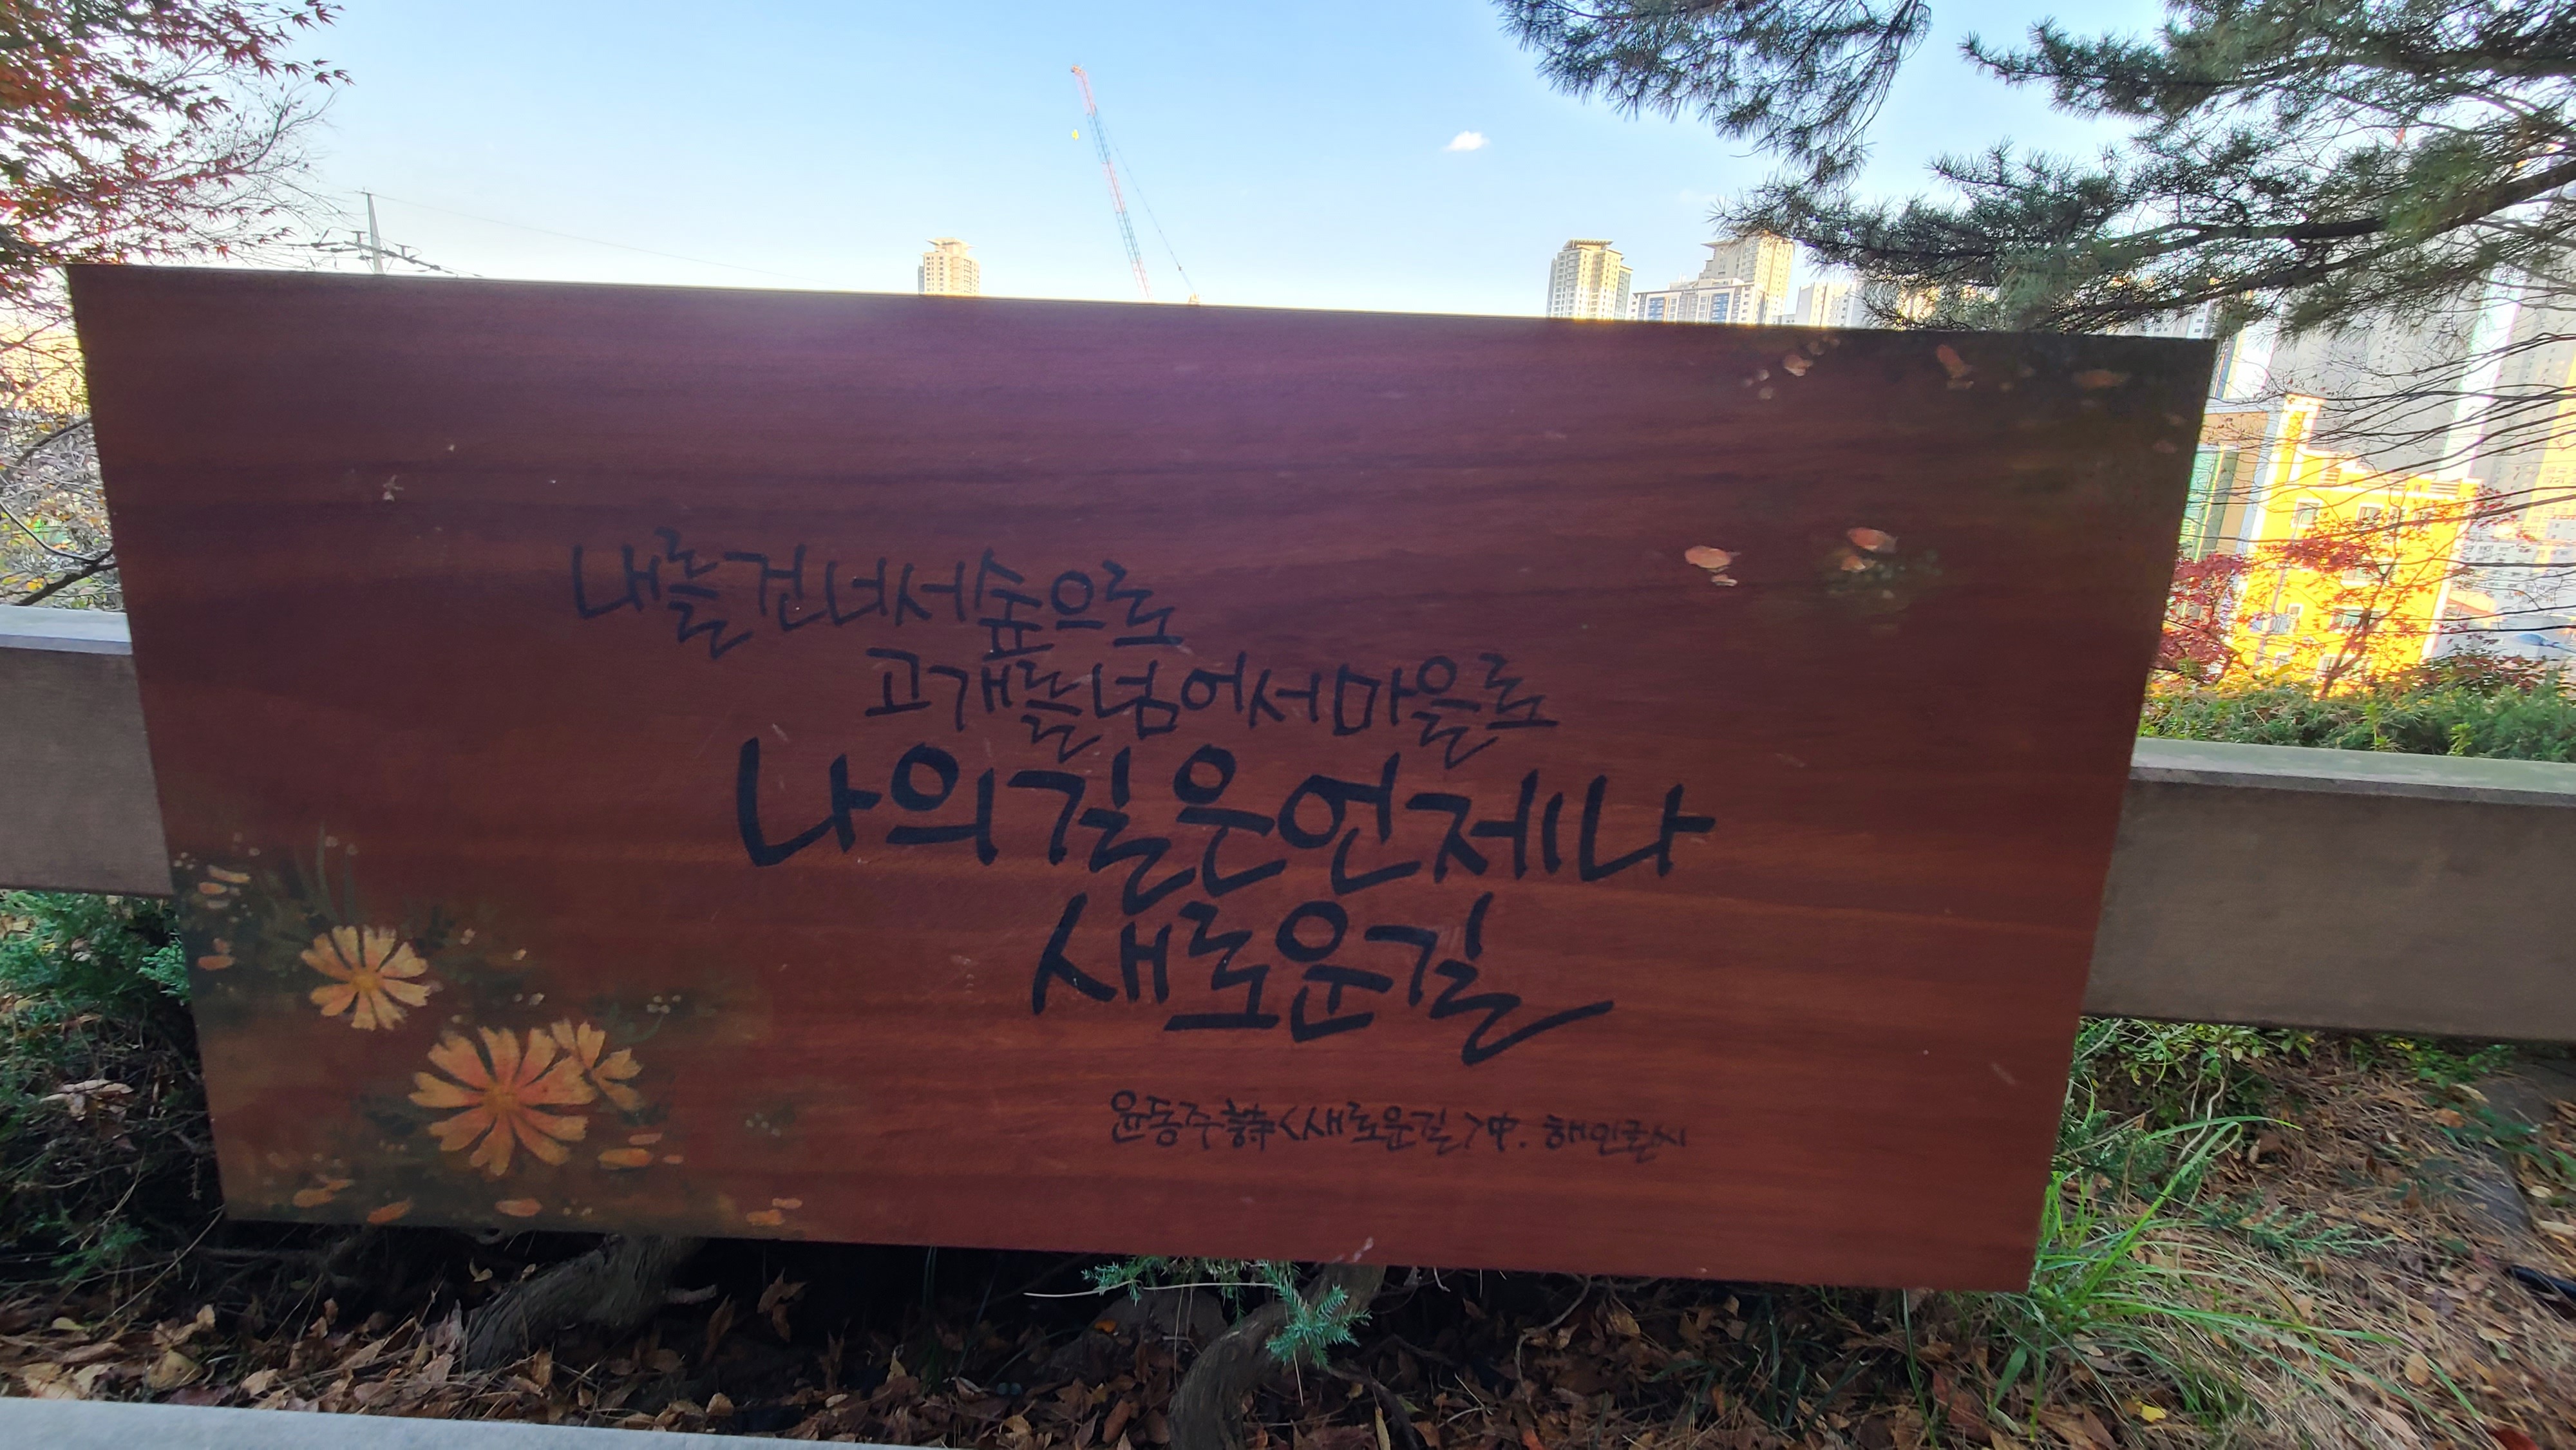 내를 건너서 숲으로
고개를 넘어서 마을로
나의 길은 언제나
새로운 길
윤동주 詩 <새로운 길> 中. 해인글씨